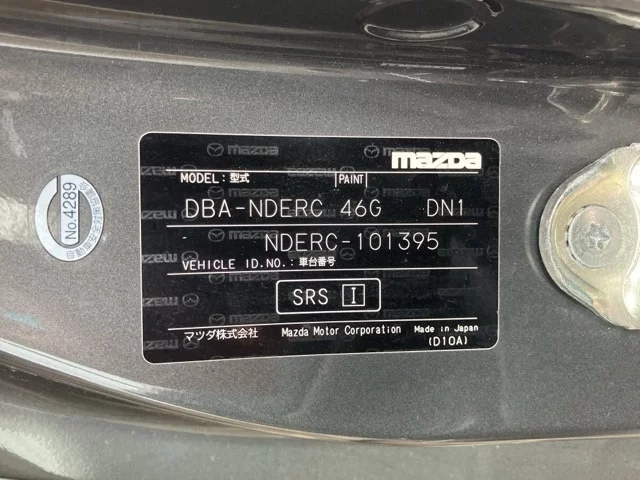 mazda
MODEL:型式 PAINT
DBA-NDERC 46G DN1
NDERC-101395
VEHICLE ID.NO.:車台番号
SRS I
マツダ株式会社 Mazda Motor Corporation Made in Japan
(D10A)
No.4289